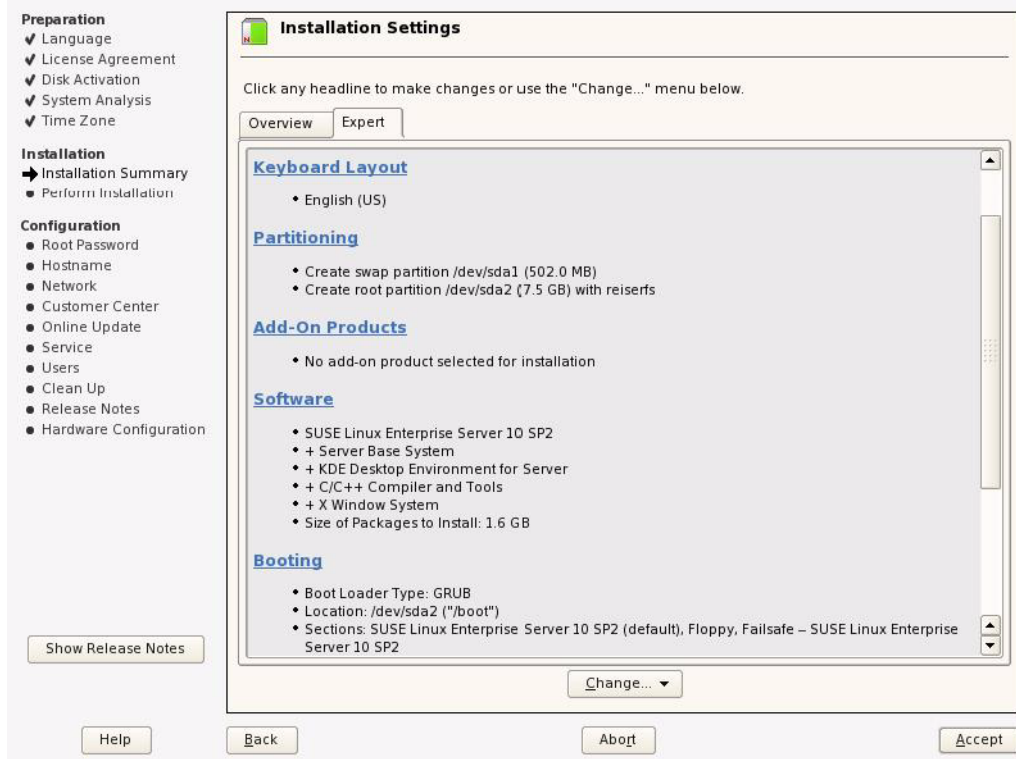 Preparation
Language
License Agreement
Disk Activation
System Analysis
Time Zone
Installation
Installation Summary
Perform Installation
Configuration
Root Password
Hostname
Network
Customer Center
Online Update
Service
Users
Clean Up
Release Notes
Hardware Configuration
Show Release Notes
Help
N
Installation Settings
Click any headline to make changes or use the "Change..." menu below.
Overview
Expert
Keyboard Layout
• English (US)
Partitioning
• Create swap partition /dev/sda1 (502.0 MB)
• Create root partition /dev/sda2 (7.5 GB) with reiserfs
Add-On Products
• No add-on product selected for installation
Software
• SUSE Linux Enterprise Server 10 SP2
• + Server Base System
• + KDE Desktop Environment for Server
• + C/C++ Compiler and Tools
• + X Window System
• Size of Packages to Install: 1.6 GB
Booting
• Boot Loader Type: GRUB
• Location: /dev/sda2 ("/boot")
• Sections: SUSE Linux Enterprise Server 10 SP2 (default), Floppy, Failsafe – SUSE Linux Enterprise
Server 10 SP2
Change...
Back
Abort
Accept